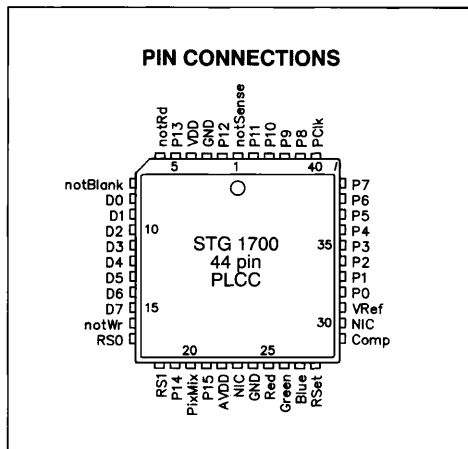 PIN CONNECTIONS
notRd
P13
VDD
GND
P12
notSense
P11
P10
P9
P8
PClk
5
1
40
notBlank
D0
D1
D2
D3
D4
D5
D6
D7
notWr
RS0
10
15
STG 1700
44 pin
PLCC
35
30
P7
P6
P5
P4
P3
P2
P1
P0
VRef
NIC
Comp
20
25
RS1
P14
PixMix
P15
AVDD
NIC
GND
Red
Green
Blue
RSet